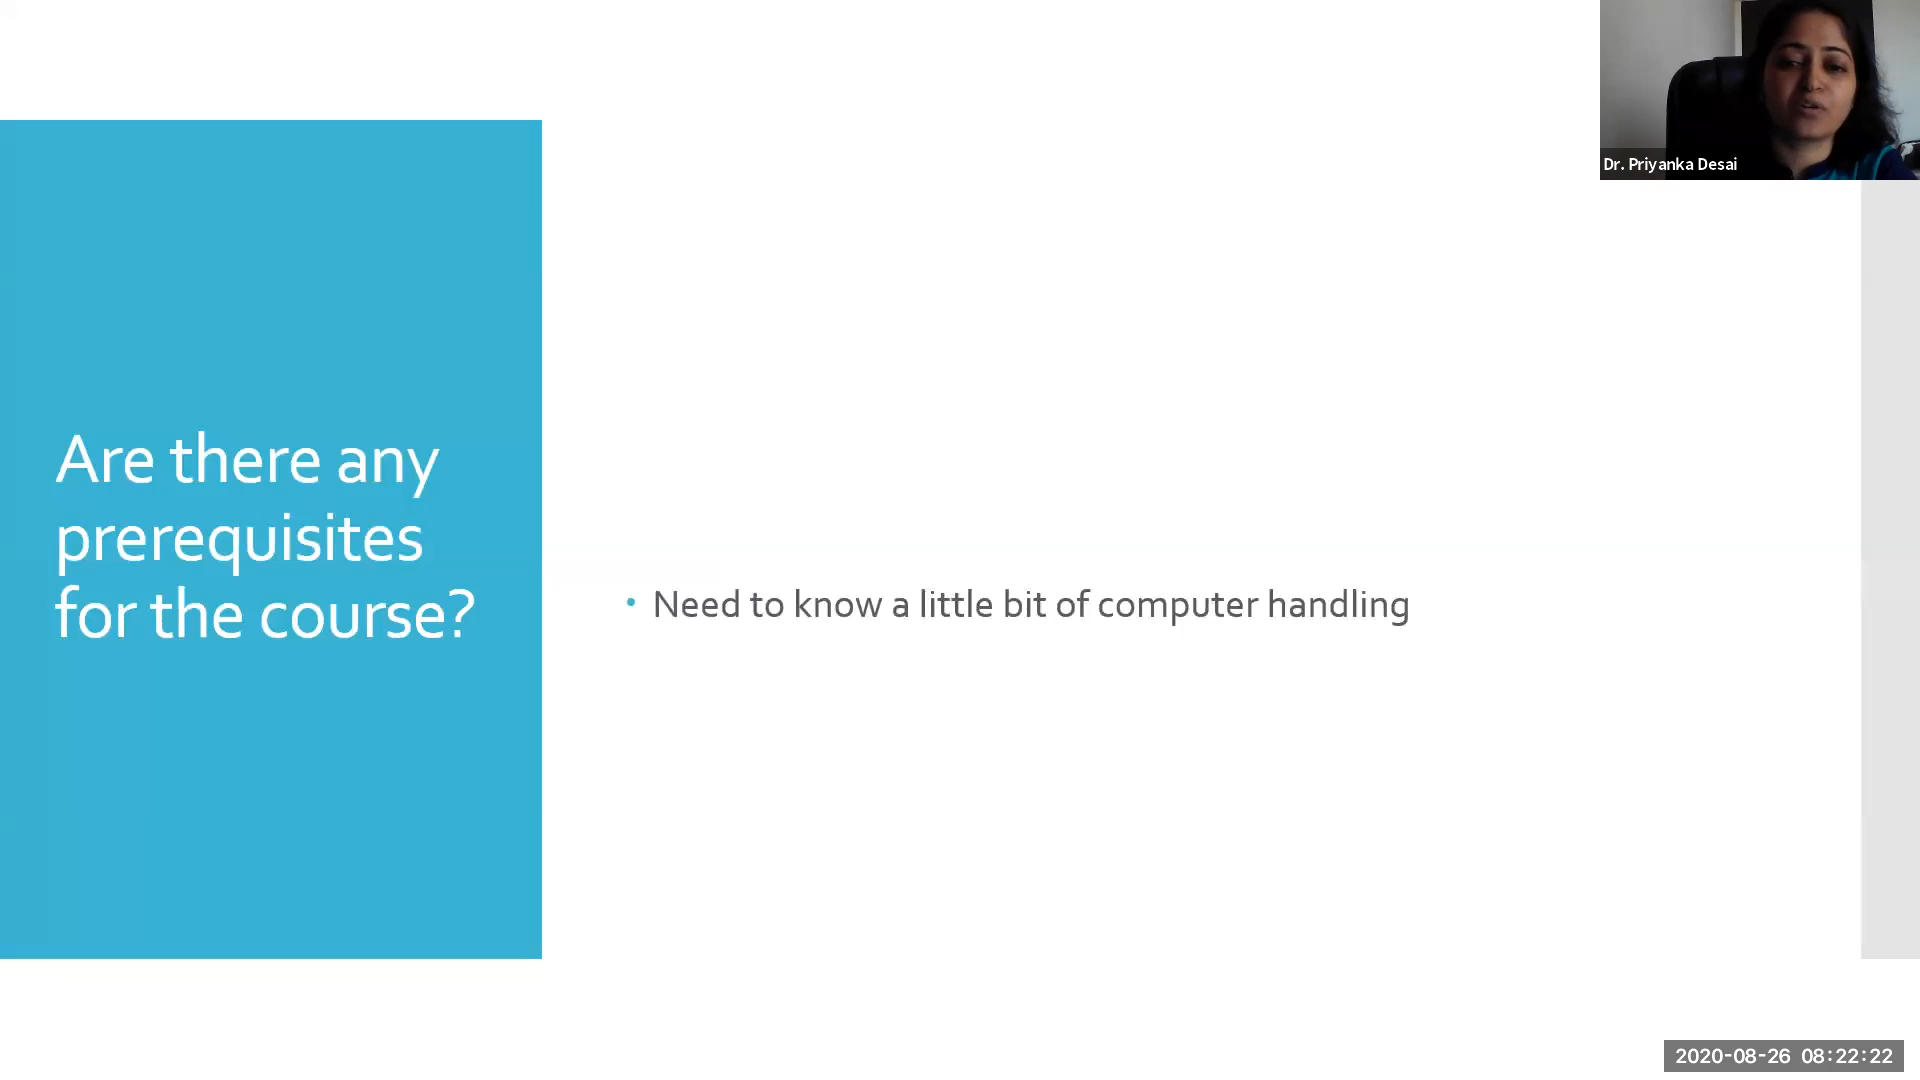 Dr. Priyanka Desai
Are there any
prerequisites
for the course?
• Need to know a little bit of computer handling
2020-08-26 08:22:22